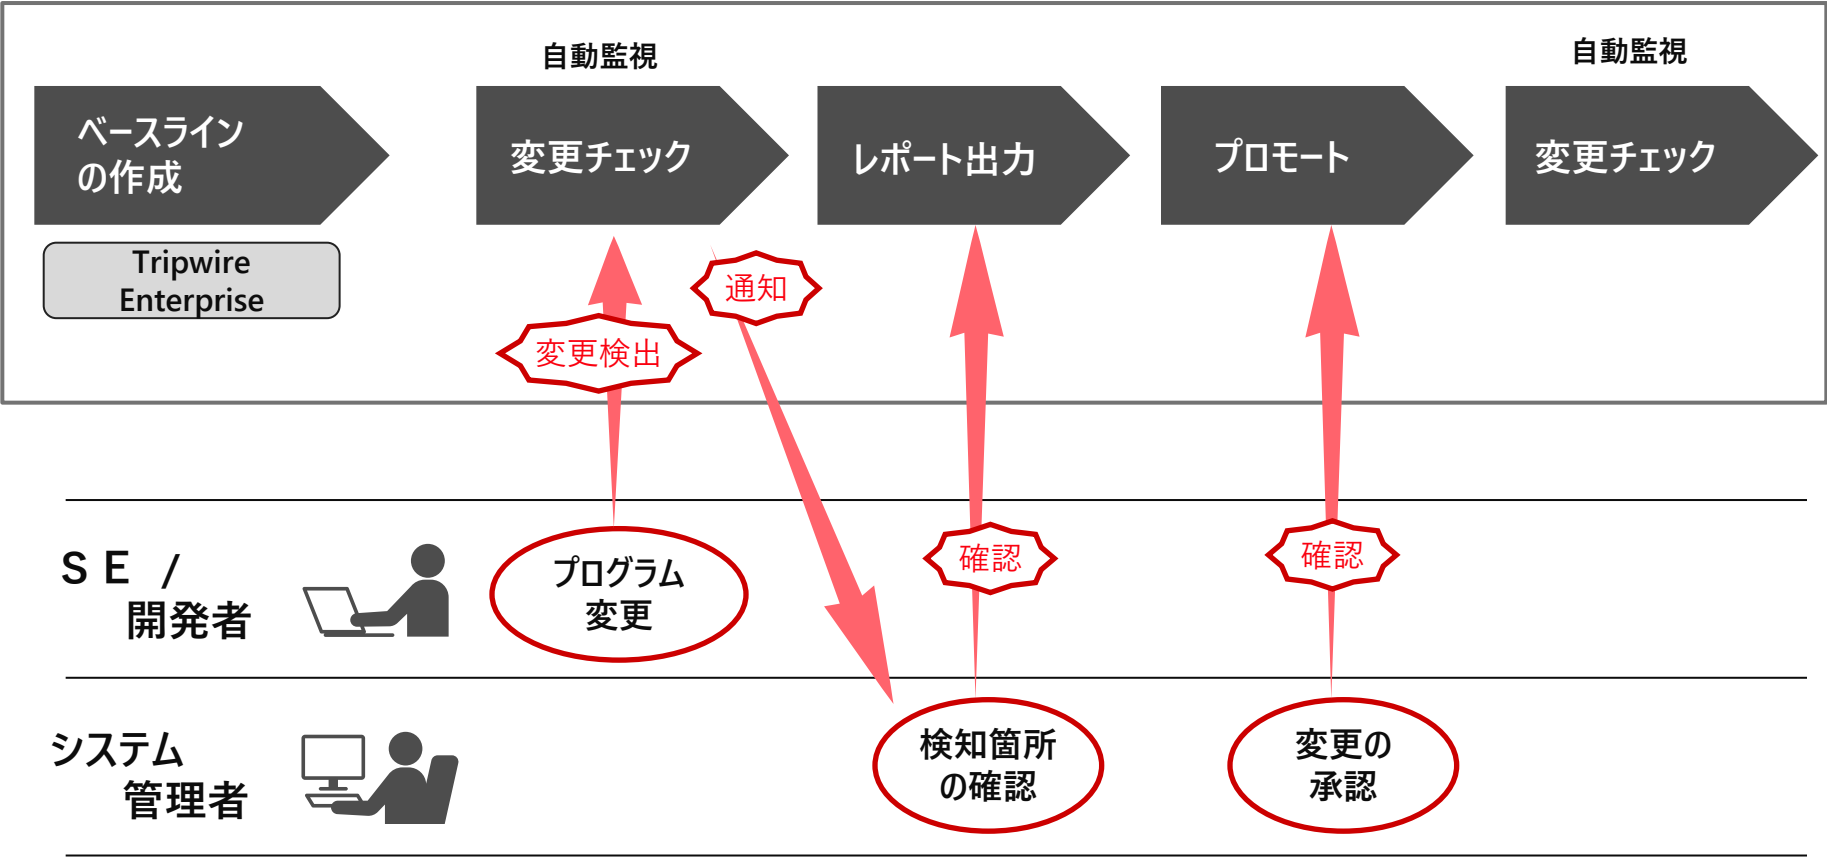 自動監視
自動監視
ベースライン
の作成
変更チェック
レポート出力
プロモート
変更チェック
Tripwire
Enterprise
通知
変更検出
ＳＥ /
開発者
プログラム
変更
確認
確認
システム
管理者
検知箇所
の確認
変更の
承認